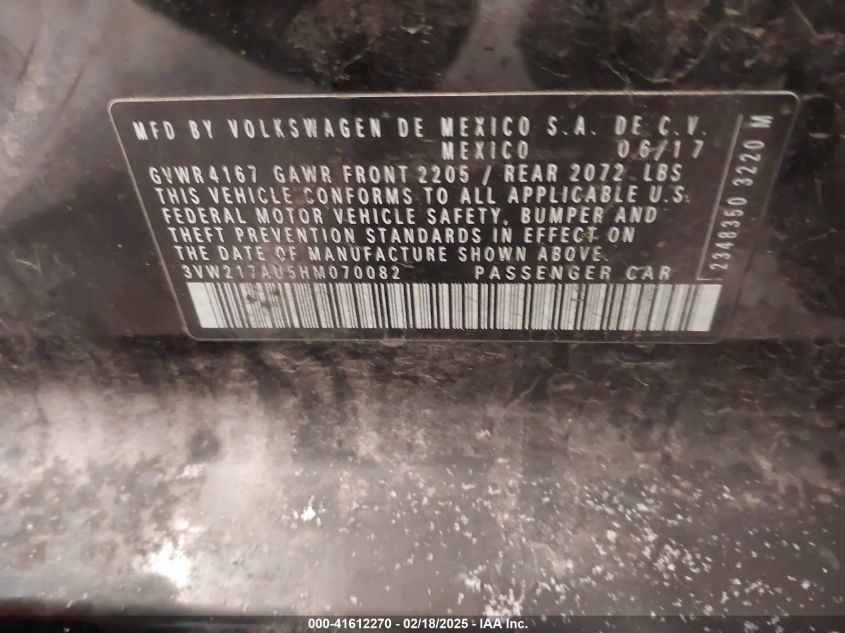 MFD BY VOLKSWAGEN DE MEXICO S.A. DE C.V.
MEXICO 06/17
GVWR4167 GAWR FRONT 2205 / REAR 2072 LBS
THIS VEHICLE CONFORMS TO ALL APPLICABLE U.S.
FEDERAL MOTOR VEHICLE SAFETY, BUMPER AND
THEFT PREVENTION STANDARDS IN EFFECT ON
THE DATE OF MANUFACTURE SHOWN ABOVE.
3VW217AU5HM070082 PASSENGER CAR
2348350 3220 M
000-41612270 - 02/18/2025 - IAA Inc.